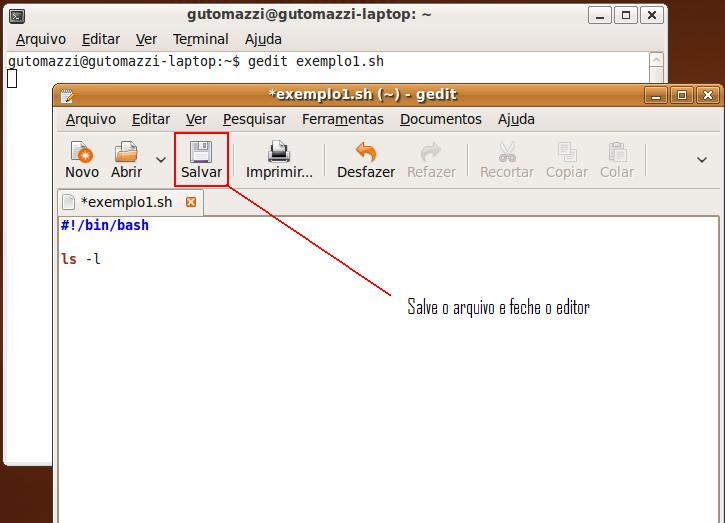 gutomazzi@gutomazzi-laptop: ~
Arquivo Editar Ver Terminal Ajuda
gutomazzi@gutomazzi-laptop:~$ gedit exemplo1.sh
*exemplo1.sh (~) - gedit
Arquivo Editar Ver Pesquisar Ferramentas Documentos Ajuda
Novo Abrir Salvar Imprimir... Desfazer Refazer Recortar Copiar Colar
*exemplo1.sh
#!/bin/bash
ls -l
Salve o arquivo e feche o editor